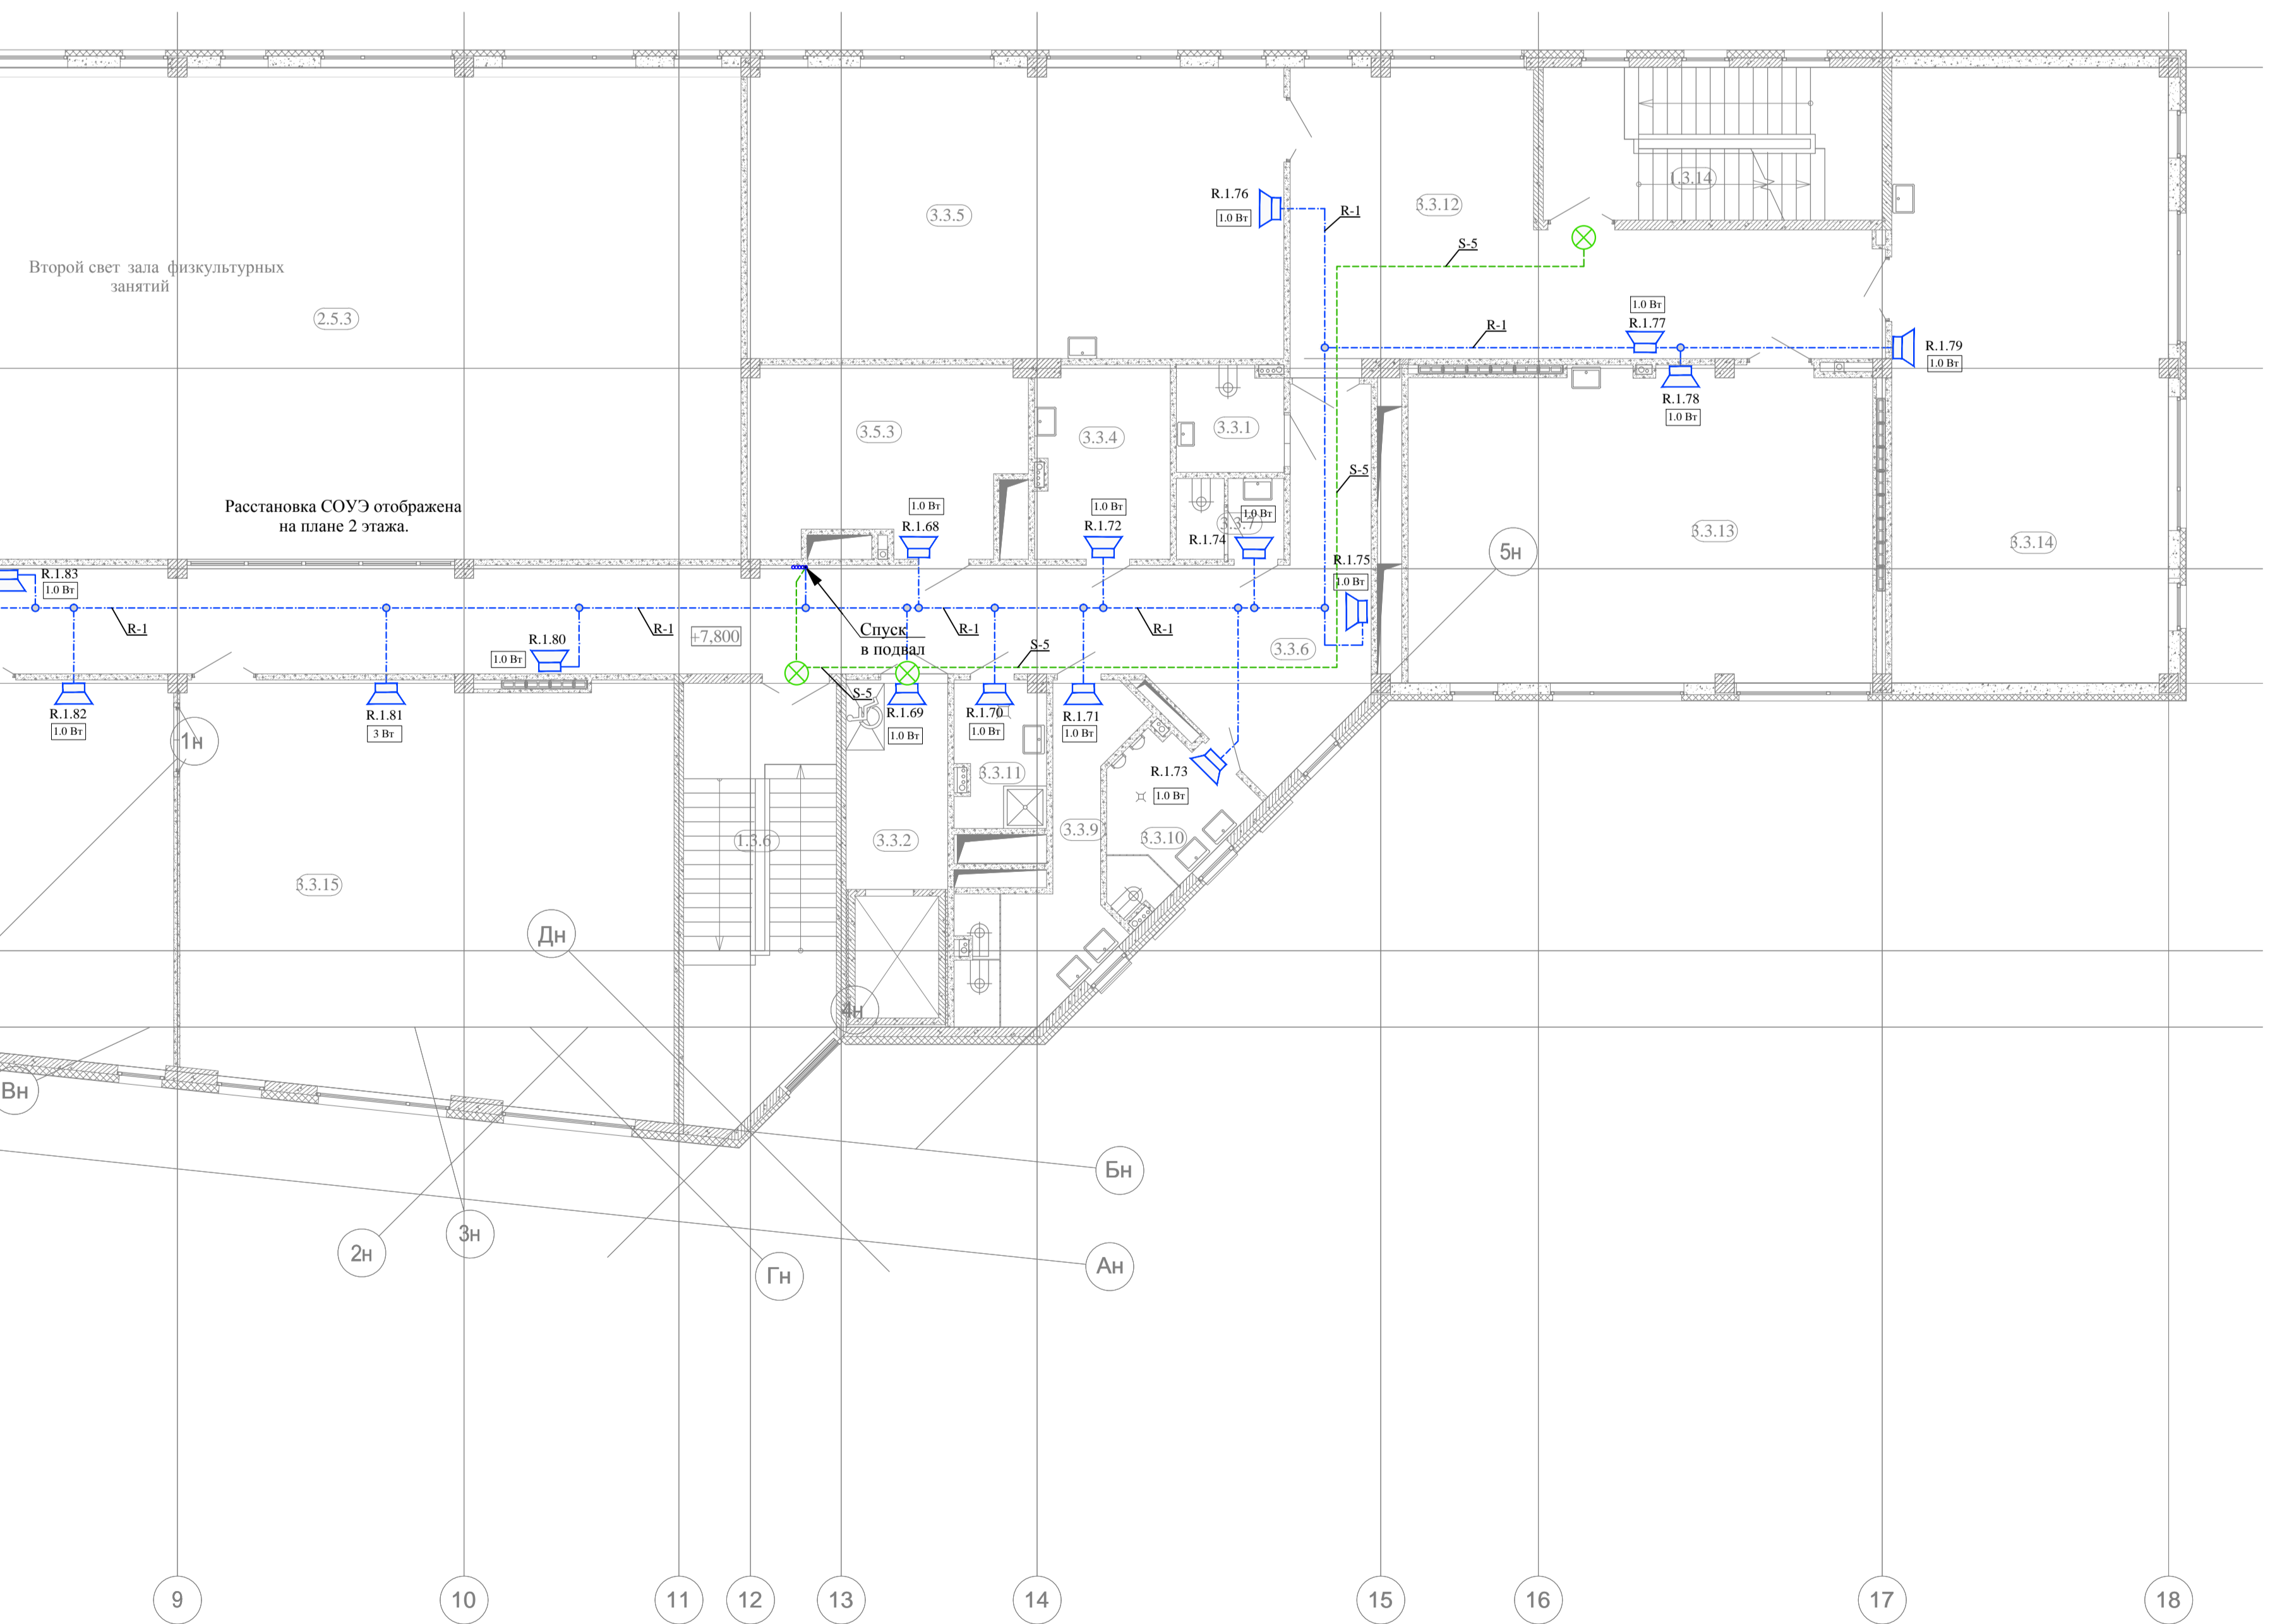 R.1.76
1.0 Вт
3.3.5
3.3.12
R-1
1.3.14
S-5
Второй свет зала физкультурных
занятий
2.5.3
1.0 Вт
R.1.77
R-1
R.1.79
1.0 Вт
R.1.78
1.0 Вт
3.5.3
3.3.4
3.3.1
S-5
Расстановка СОУЭ отображена
на плане 2 этажа.
1.0 Вт
R.1.68
1.0 Вт
R.1.72
1.0 Вт
3.3.7
R.1.74
R.1.75
1.0 Вт
5н
3.3.13
3.3.14
R.1.83
1.0 Вт
R-1
R-1
+7,800
Спуск
в подвал
R-1
R-1
S-5
3.3.6
R.1.80
1.0 Вт
S-5
R.1.82
1.0 Вт
R.1.81
3 Вт
R.1.69
1.0 Вт
R.1.70
1.0 Вт
R.1.71
1.0 Вт
1н
3.3.11
R.1.73
1.0 Вт
1.3.6
3.3.2
3.3.9
3.3.10
3.3.15
Дн
4н
Вн
Бн
3н
2н
Гн
Ан
9
10
11
12
13
14
15
16
17
18